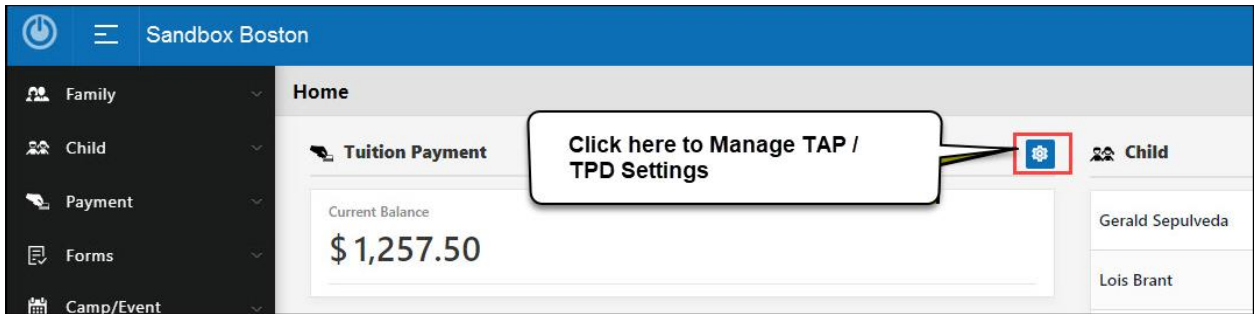 Sandbox Boston
Family
Home
Child
Click here to Manage TAP /
TPD Settings
Tuition Payment
Child
Payment
Current Balance
$ 1,257.50
Gerald Sepulveda
Forms
Lois Brant
Camp/Event